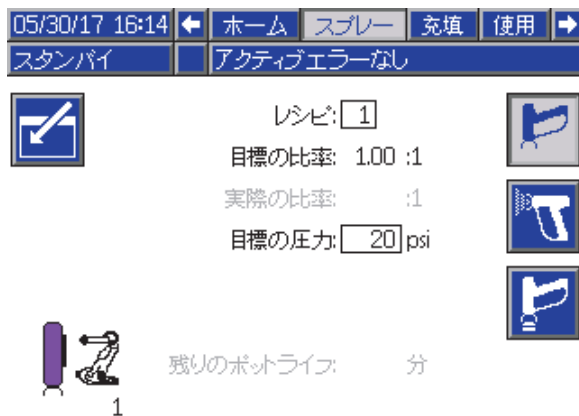 05/30/17 16:14 ホーム スプレー 充填 使用
スタンバイ アクティブエラーなし
レシピ: 1
目標の比率: 1.00 :1
実際の比率: :1
目標の圧力: 20 psi
残りのポットライフ: 分
1